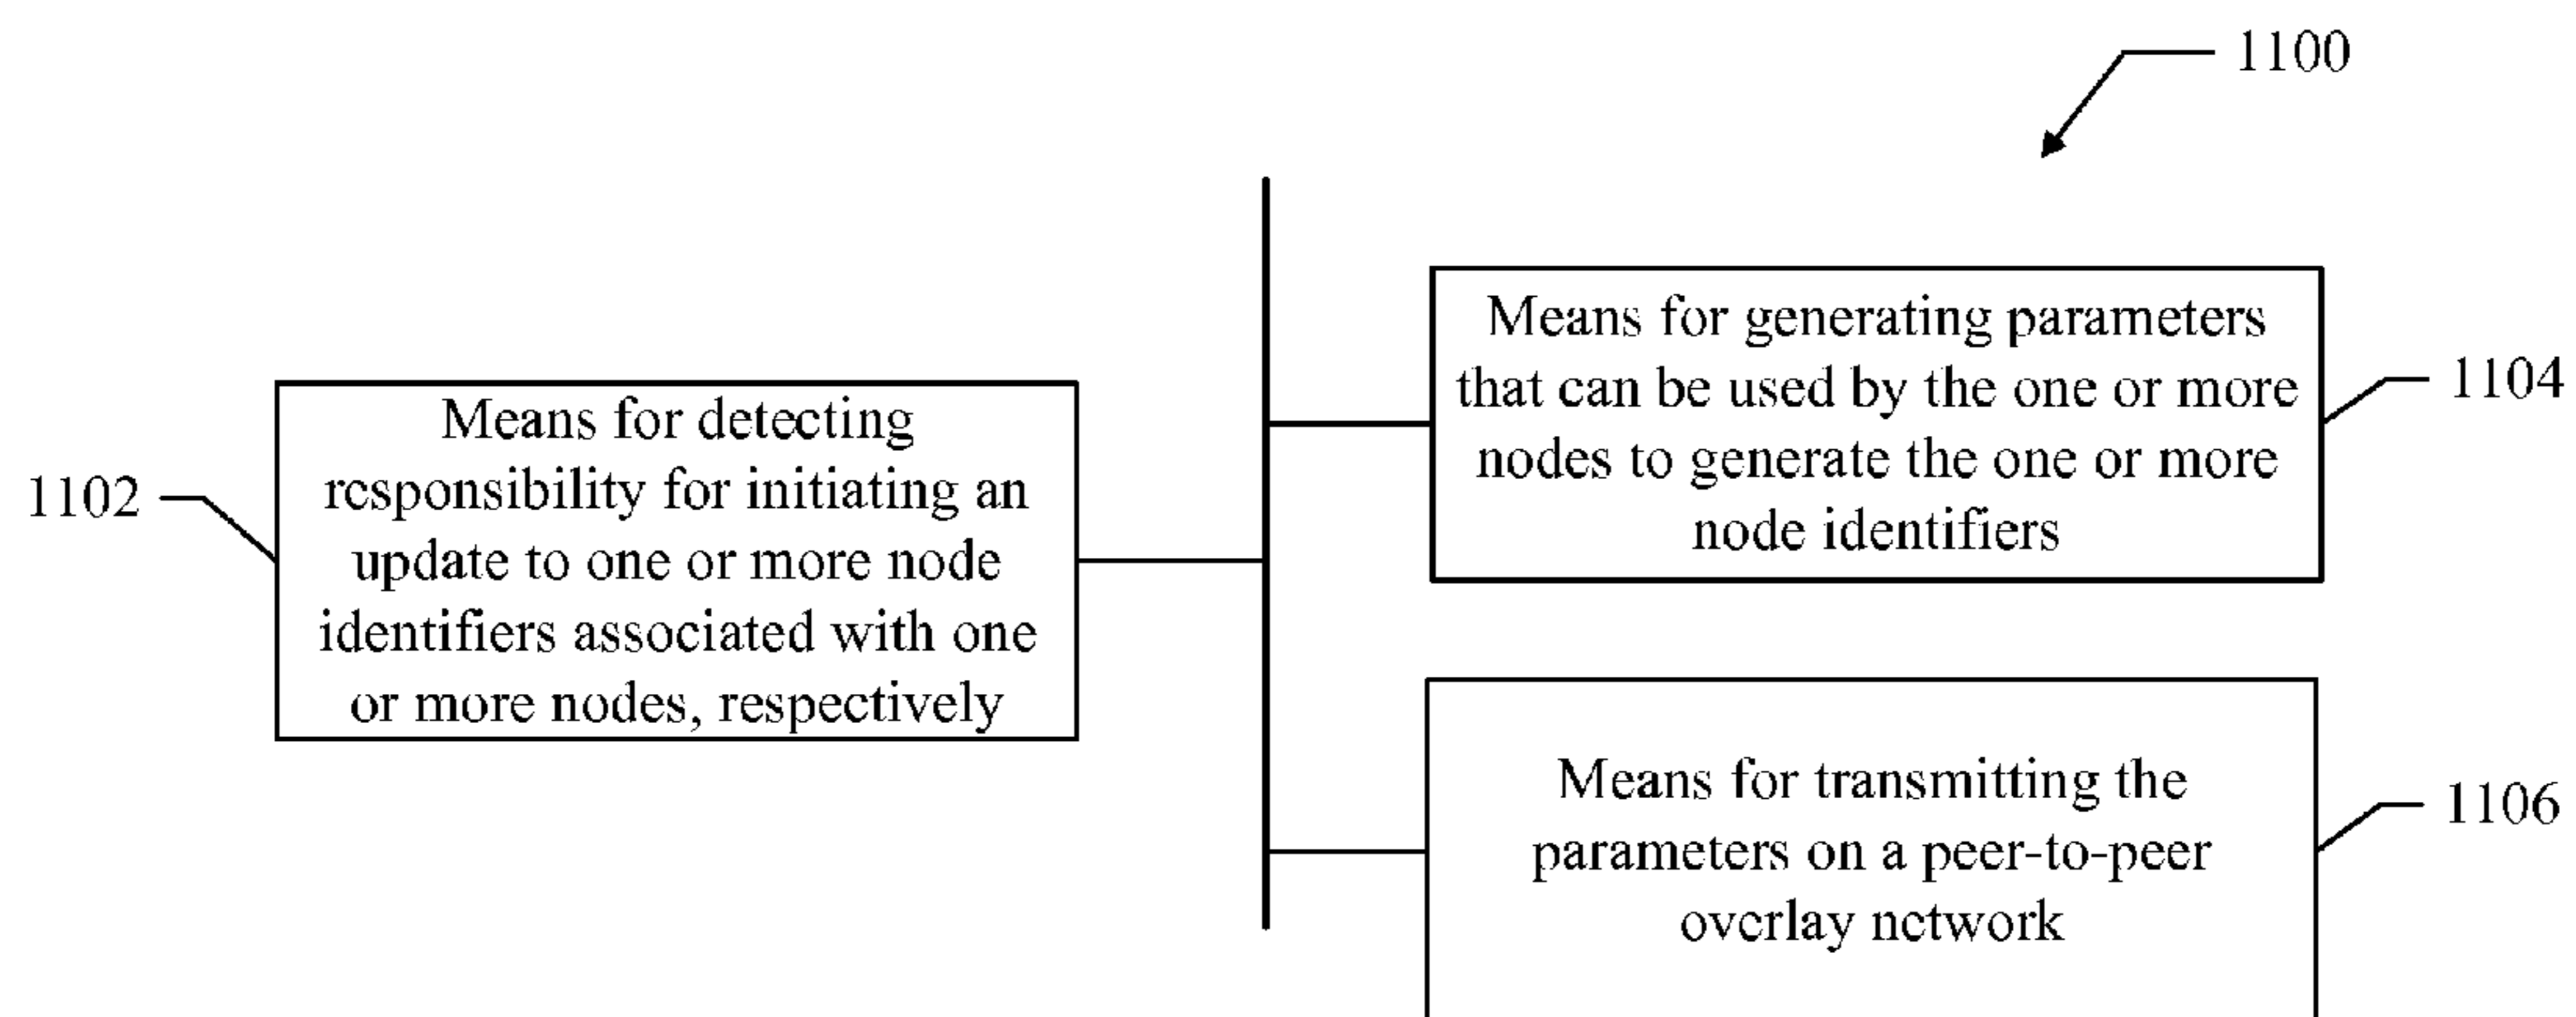 1100
Means for generating parameters
that can be used by the one or more
nodes to generate the one or more
node identifiers
1104
Means for detecting
responsibility for initiating an
update to one or more node
identifiers associated with one
or more nodes, respectively
1102
Means for transmitting the
parameters on a peer-to-peer
overlay network
1106